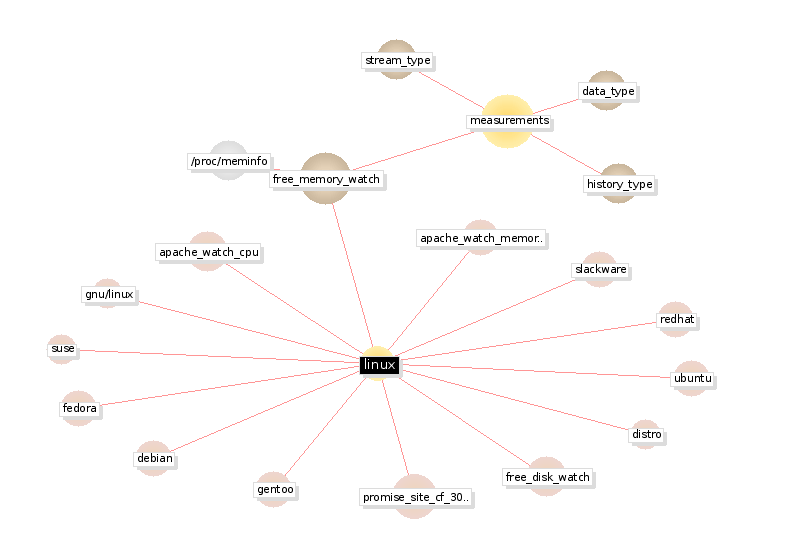 stream_type
data_type
measurements
/proc/meminfo
free_memory_watch
history_type
apache_watch_memor..
apache_watch_cpu
slackware
gnu/linux
redhat
suse
linux
ubuntu
fedora
distro
debian
free_disk_watch
gentoo
promise_site_cf_30..